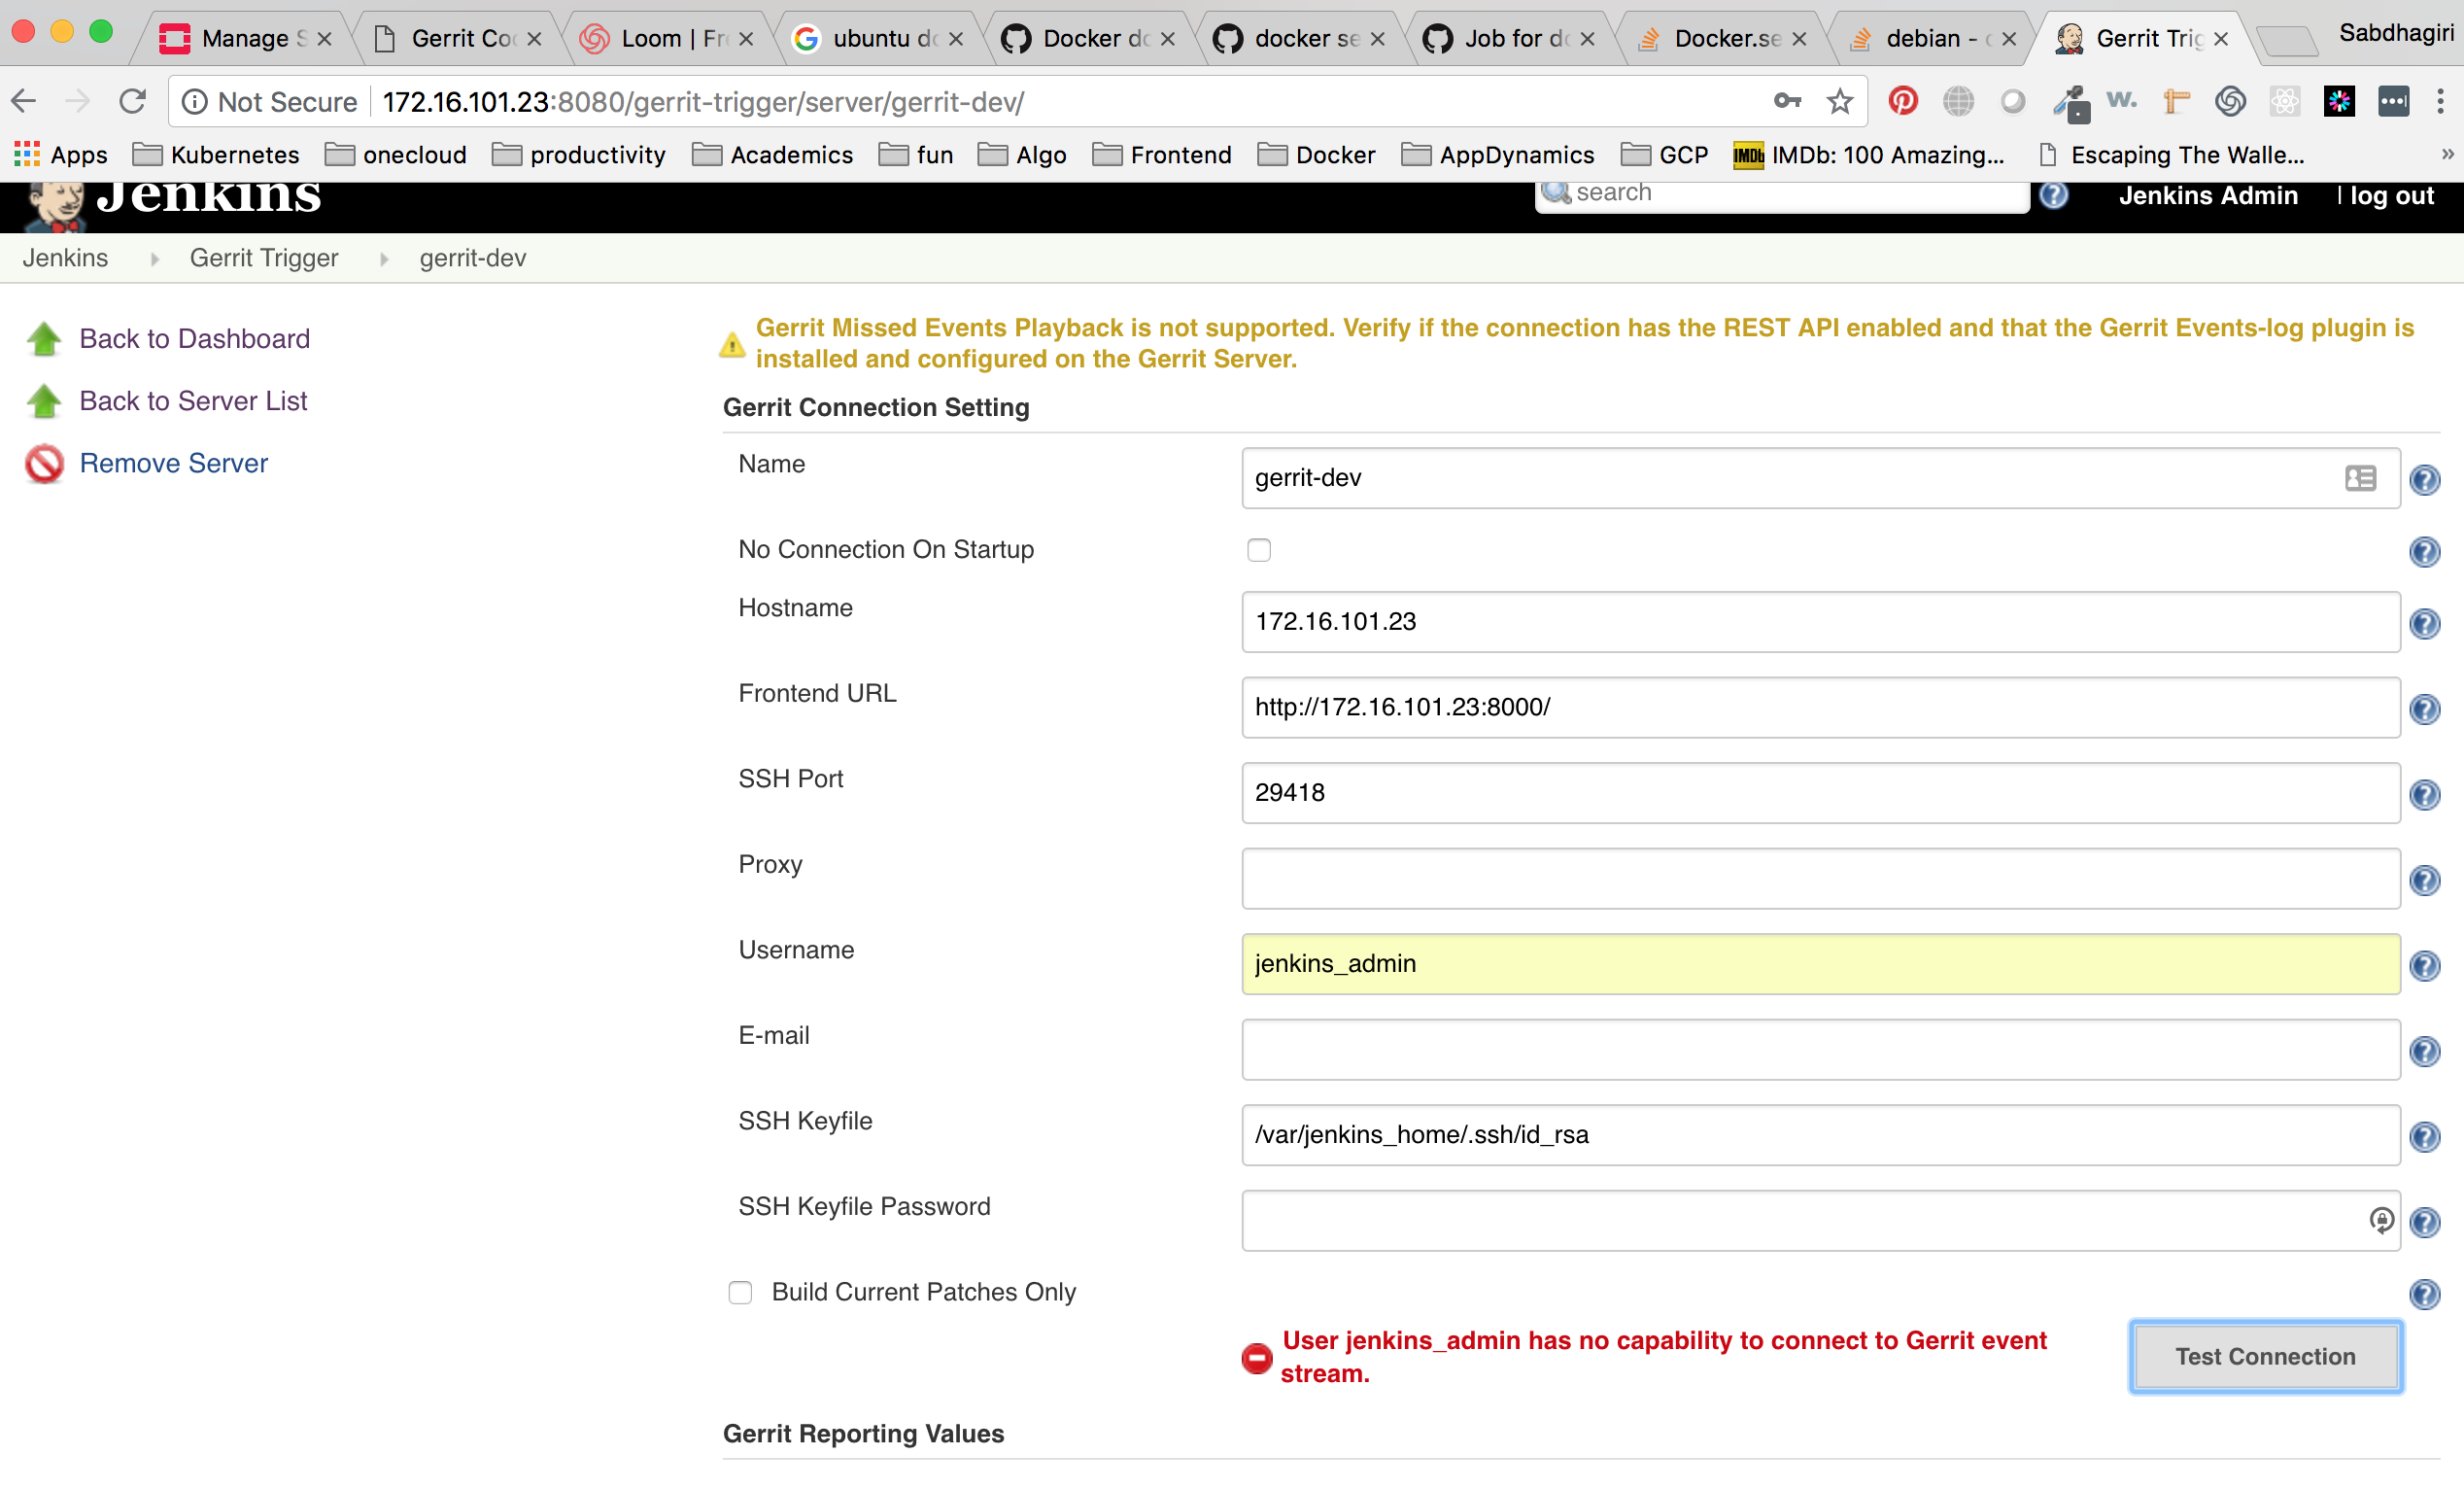 Manage S
Gerrit Co
Loom | Fr
ubuntu d
Docker d
docker se
Job for d
Docker.se
debian -
Gerrit Trig
Sabdhagiri
Not Secure 172.16.101.23:8080/gerrit-trigger/server/gerrit-dev/
w.
Apps Kubernetes onecloud productivity Academics fun Algo Frontend Docker AppDynamics GCP IMDb IMDb: 100 Amazing... Escaping The Walle... »
Jenkins search Jenkins Admin | log out
Jenkins Gerrit Trigger gerrit-dev
Back to Dashboard
Back to Server List
Remove Server
Gerrit Missed Events Playback is not supported. Verify if the connection has the REST API enabled and that the Gerrit Events-log plugin is
installed and configured on the Gerrit Server.
Gerrit Connection Setting
Name gerrit-dev
No Connection On Startup
Hostname 172.16.101.23
Frontend URL http://172.16.101.23:8000/
SSH Port 29418
Proxy
Username jenkins_admin
E-mail
SSH Keyfile /var/jenkins_home/.ssh/id_rsa
SSH Keyfile Password
Build Current Patches Only
User jenkins_admin has no capability to connect to Gerrit event
stream.
Test Connection
Gerrit Reporting Values